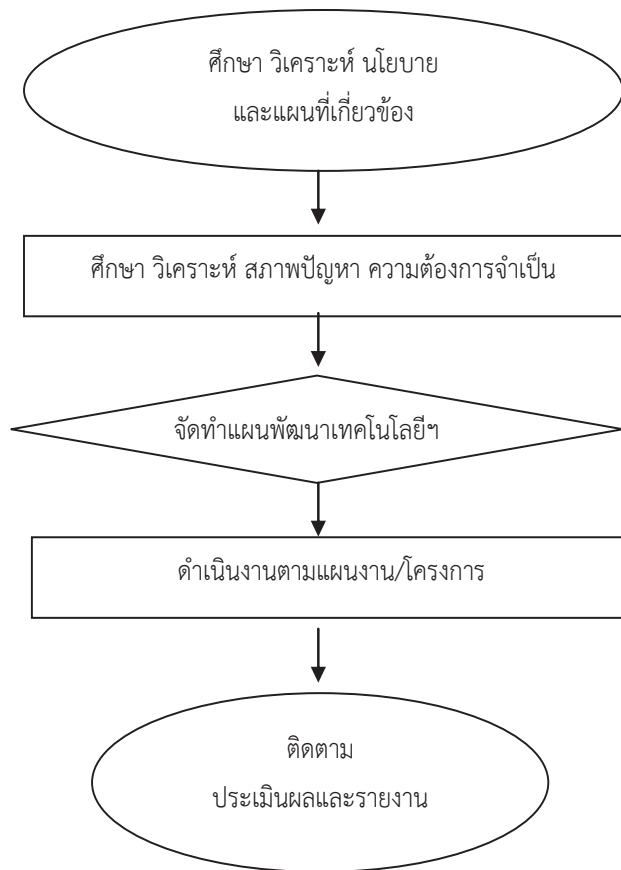 ศึกษา วิเคราะห์ นโยบาย
และแผนที่เกี่ยวข้อง
ศึกษา วิเคราะห์ สภาพปัญหา ความต้องการจำเป็น
จัดทำแผนพัฒนาเทคโนโลยีฯ
ดำเนินงานตามแผนงาน/โครงการ
ติดตาม
ประเมินผลและรายงาน